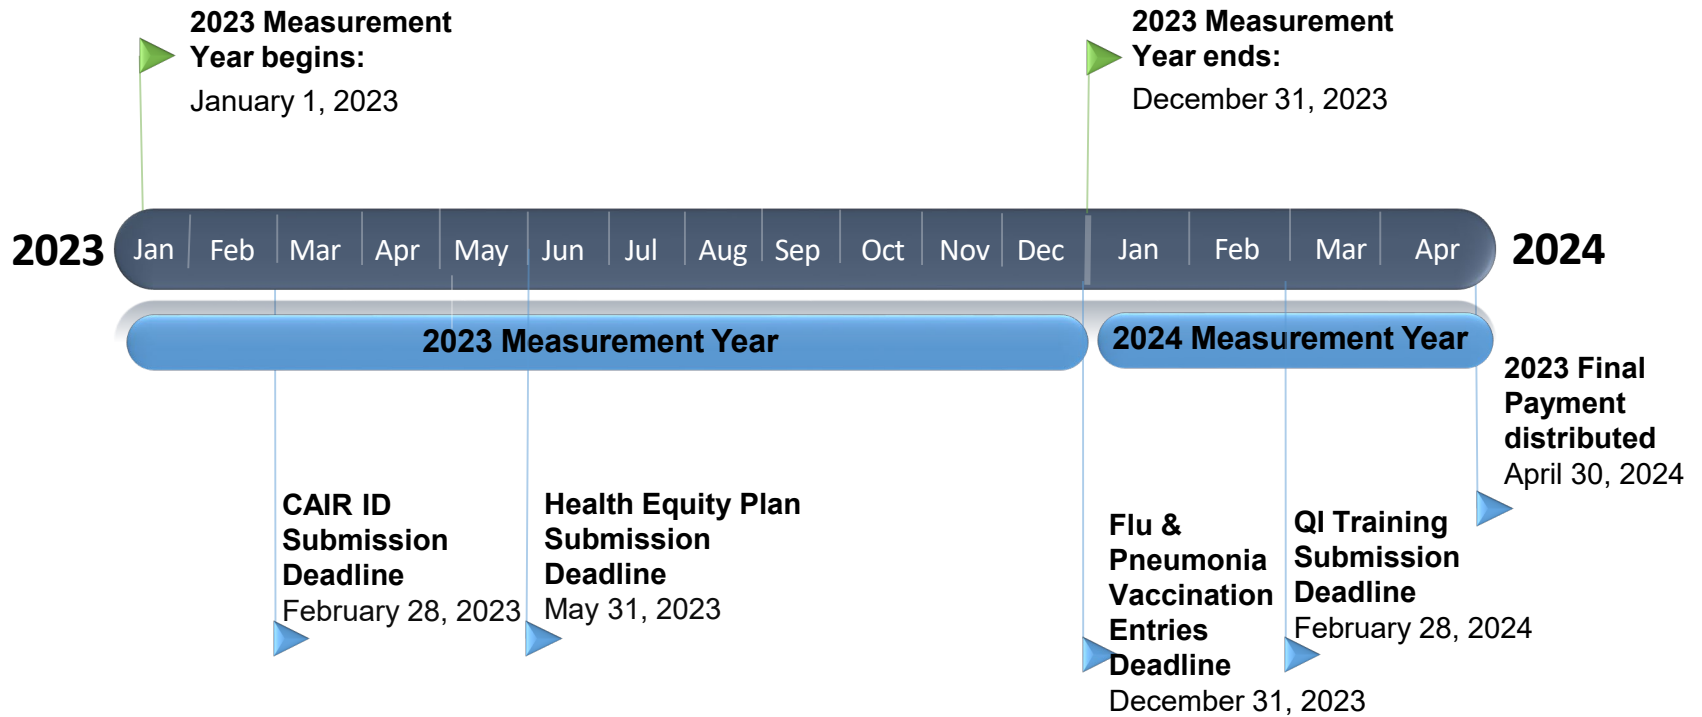 2023 Measurement
Year begins:
January 1, 2023
2023 Measurement
Year ends:
December 31, 2023
2023
Jan
Feb
Mar
Apr
May
Jun
Jul
Aug
Sep
Oct
Nov
Dec
Jan
Feb
Mar
Apr
2024
2023 Measurement Year
2024 Measurement Year
CAIR ID
Submission
Deadline
February 28, 2023
Health Equity Plan
Submission
Deadline
May 31, 2023
Flu &
Pneumonia
Vaccination
Entries
Deadline
December 31, 2023
QI Training
Submission
Deadline
February 28, 2024
2023 Final
Payment
distributed
April 30, 2024